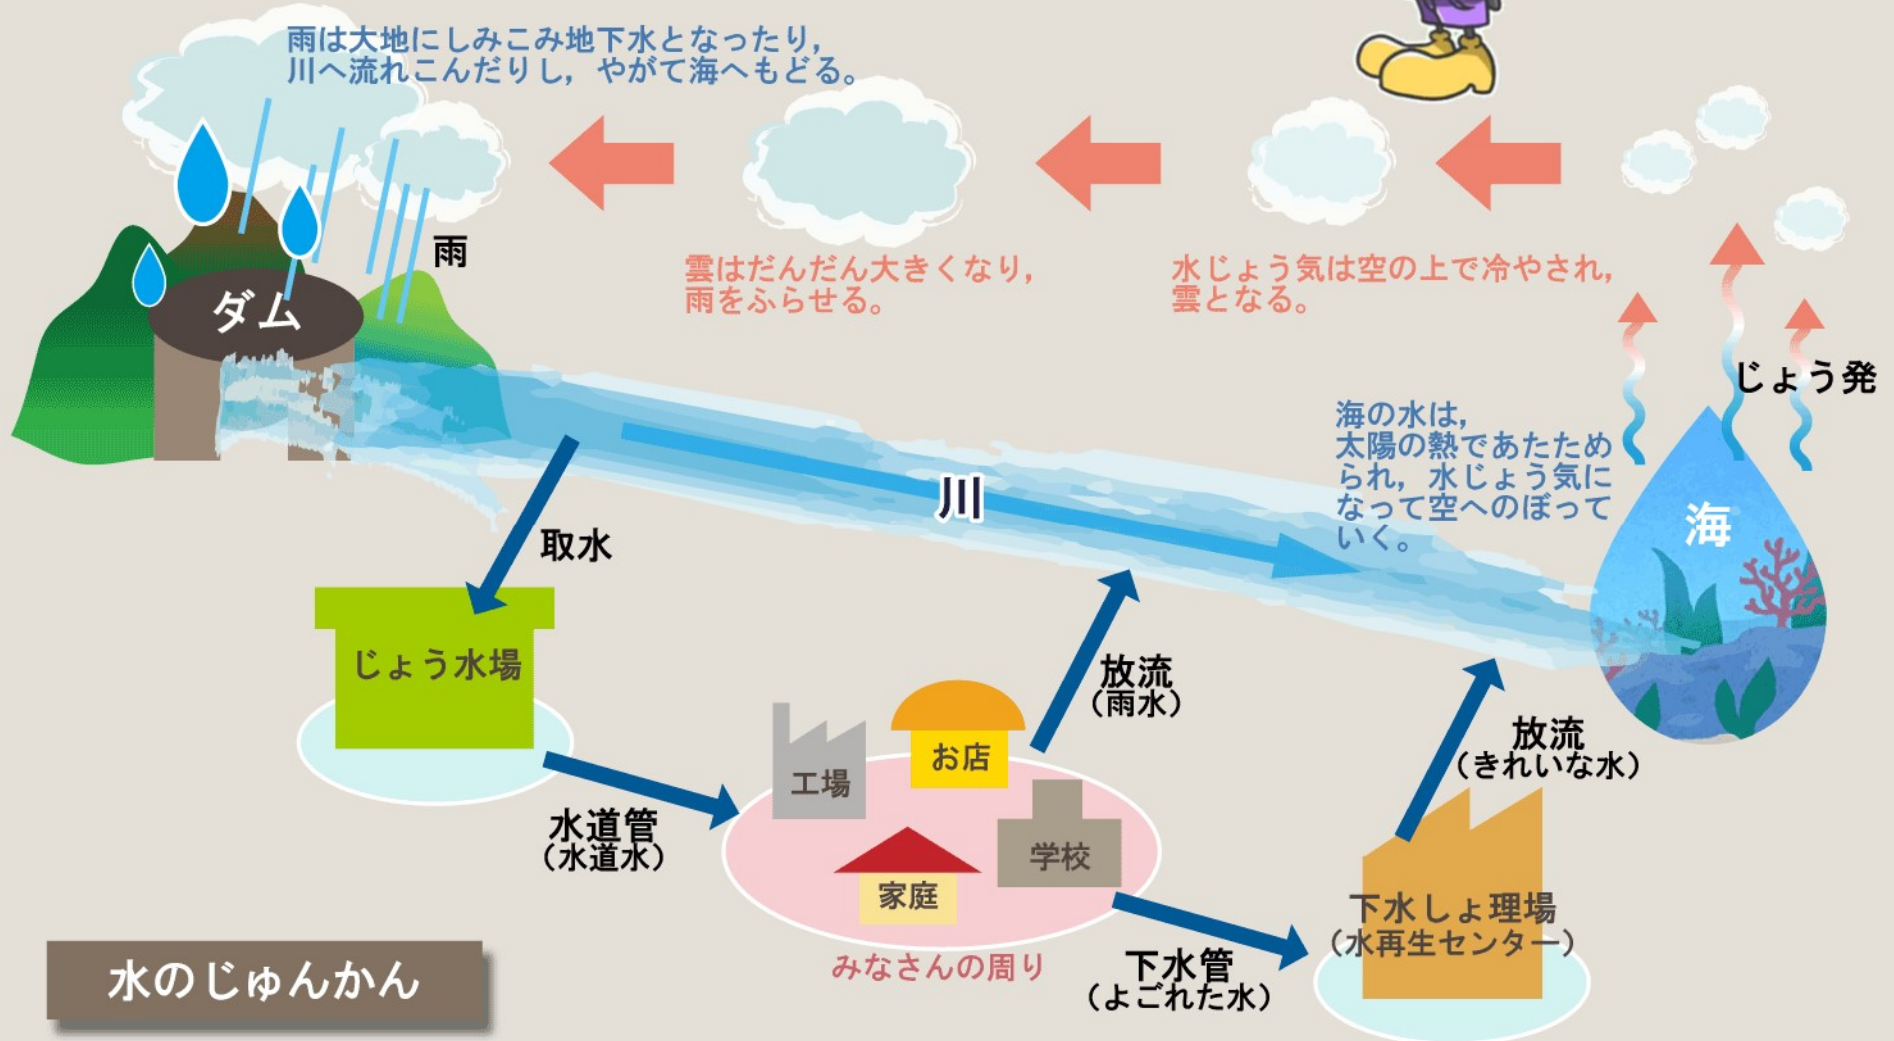 雨は大地にしみこみ地下水となったり,
川へ流れこんだりし,やがて海へもどる。
雨
ダム
雲はだんだん大きくなり,
雨をふらせる。
水じょう気は空の上で冷やされ,
雲となる。
じょう発
海の水は,
太陽の熱であたため
られ,水じょう気に
なって空へのぼって
いく。
海
川
取水
じょう水場
水道管
(水道水)
工場
お店
学校
家庭
みなさんの周り
放流
(雨水)
下水管
(よごれた水)
放流
(きれいな水)
下水しょ理場
(水再生センター)
水のじゅんかん